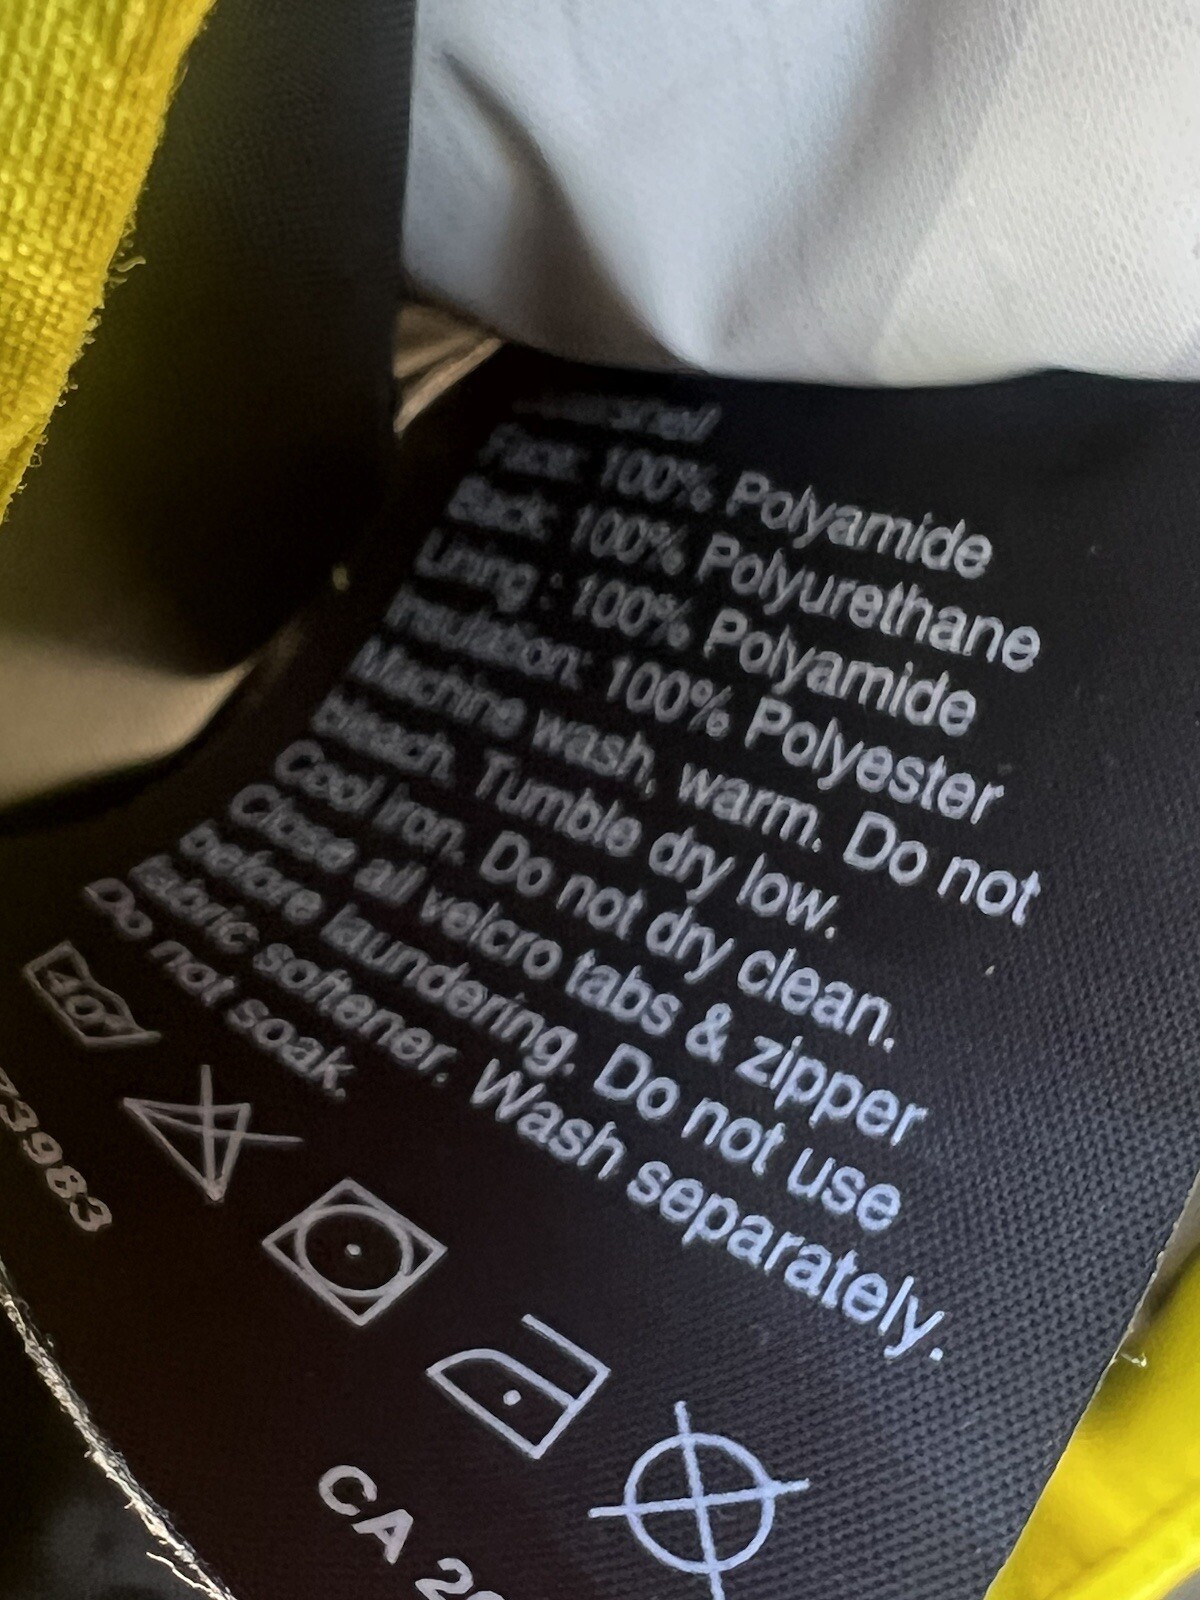 Face: 100% Polyamide
Back: 100% Polyurethane
Lining : 100% Polyamide
Insulation: 100% Polyester
Machine wash, warm. Do not
bleach. Tumble dry low.
Cool iron. Do not dry clean.
Close all velcro tabs & zipper
before laundering. Do not use
fabric softener. Wash separately.
Do not soak.
40°
73983
CA